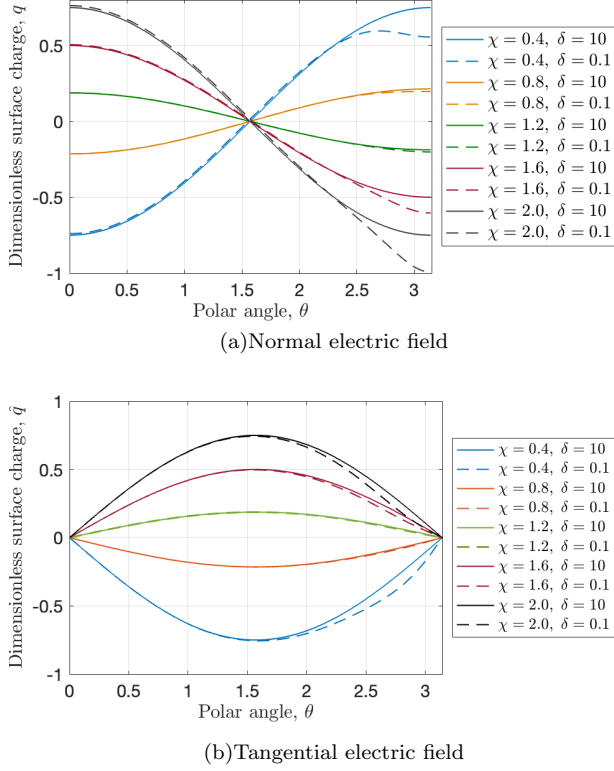 Dimensionless surface charge, q
0.5
0
-0.5
-1
0 0.5 1 1.5 2 2.5 3
Polar angle, θ
χ = 0.4, δ = 10
χ = 0.4, δ = 0.1
χ = 0.8, δ = 10
χ = 0.8, δ = 0.1
χ = 1.2, δ = 10
χ = 1.2, δ = 0.1
χ = 1.6, δ = 10
χ = 1.6, δ = 0.1
χ = 2.0, δ = 10
χ = 2.0, δ = 0.1
(a)Normal electric field
Dimensionless surface charge, q̂
1
0.5
0
-0.5
-1
0 0.5 1 1.5 2 2.5 3
Polar angle, θ
χ = 0.4, δ = 10
χ = 0.4, δ = 0.1
χ = 0.8, δ = 10
χ = 0.8, δ = 0.1
χ = 1.2, δ = 10
χ = 1.2, δ = 0.1
χ = 1.6, δ = 10
χ = 1.6, δ = 0.1
χ = 2.0, δ = 10
χ = 2.0, δ = 0.1
(b)Tangential electric field